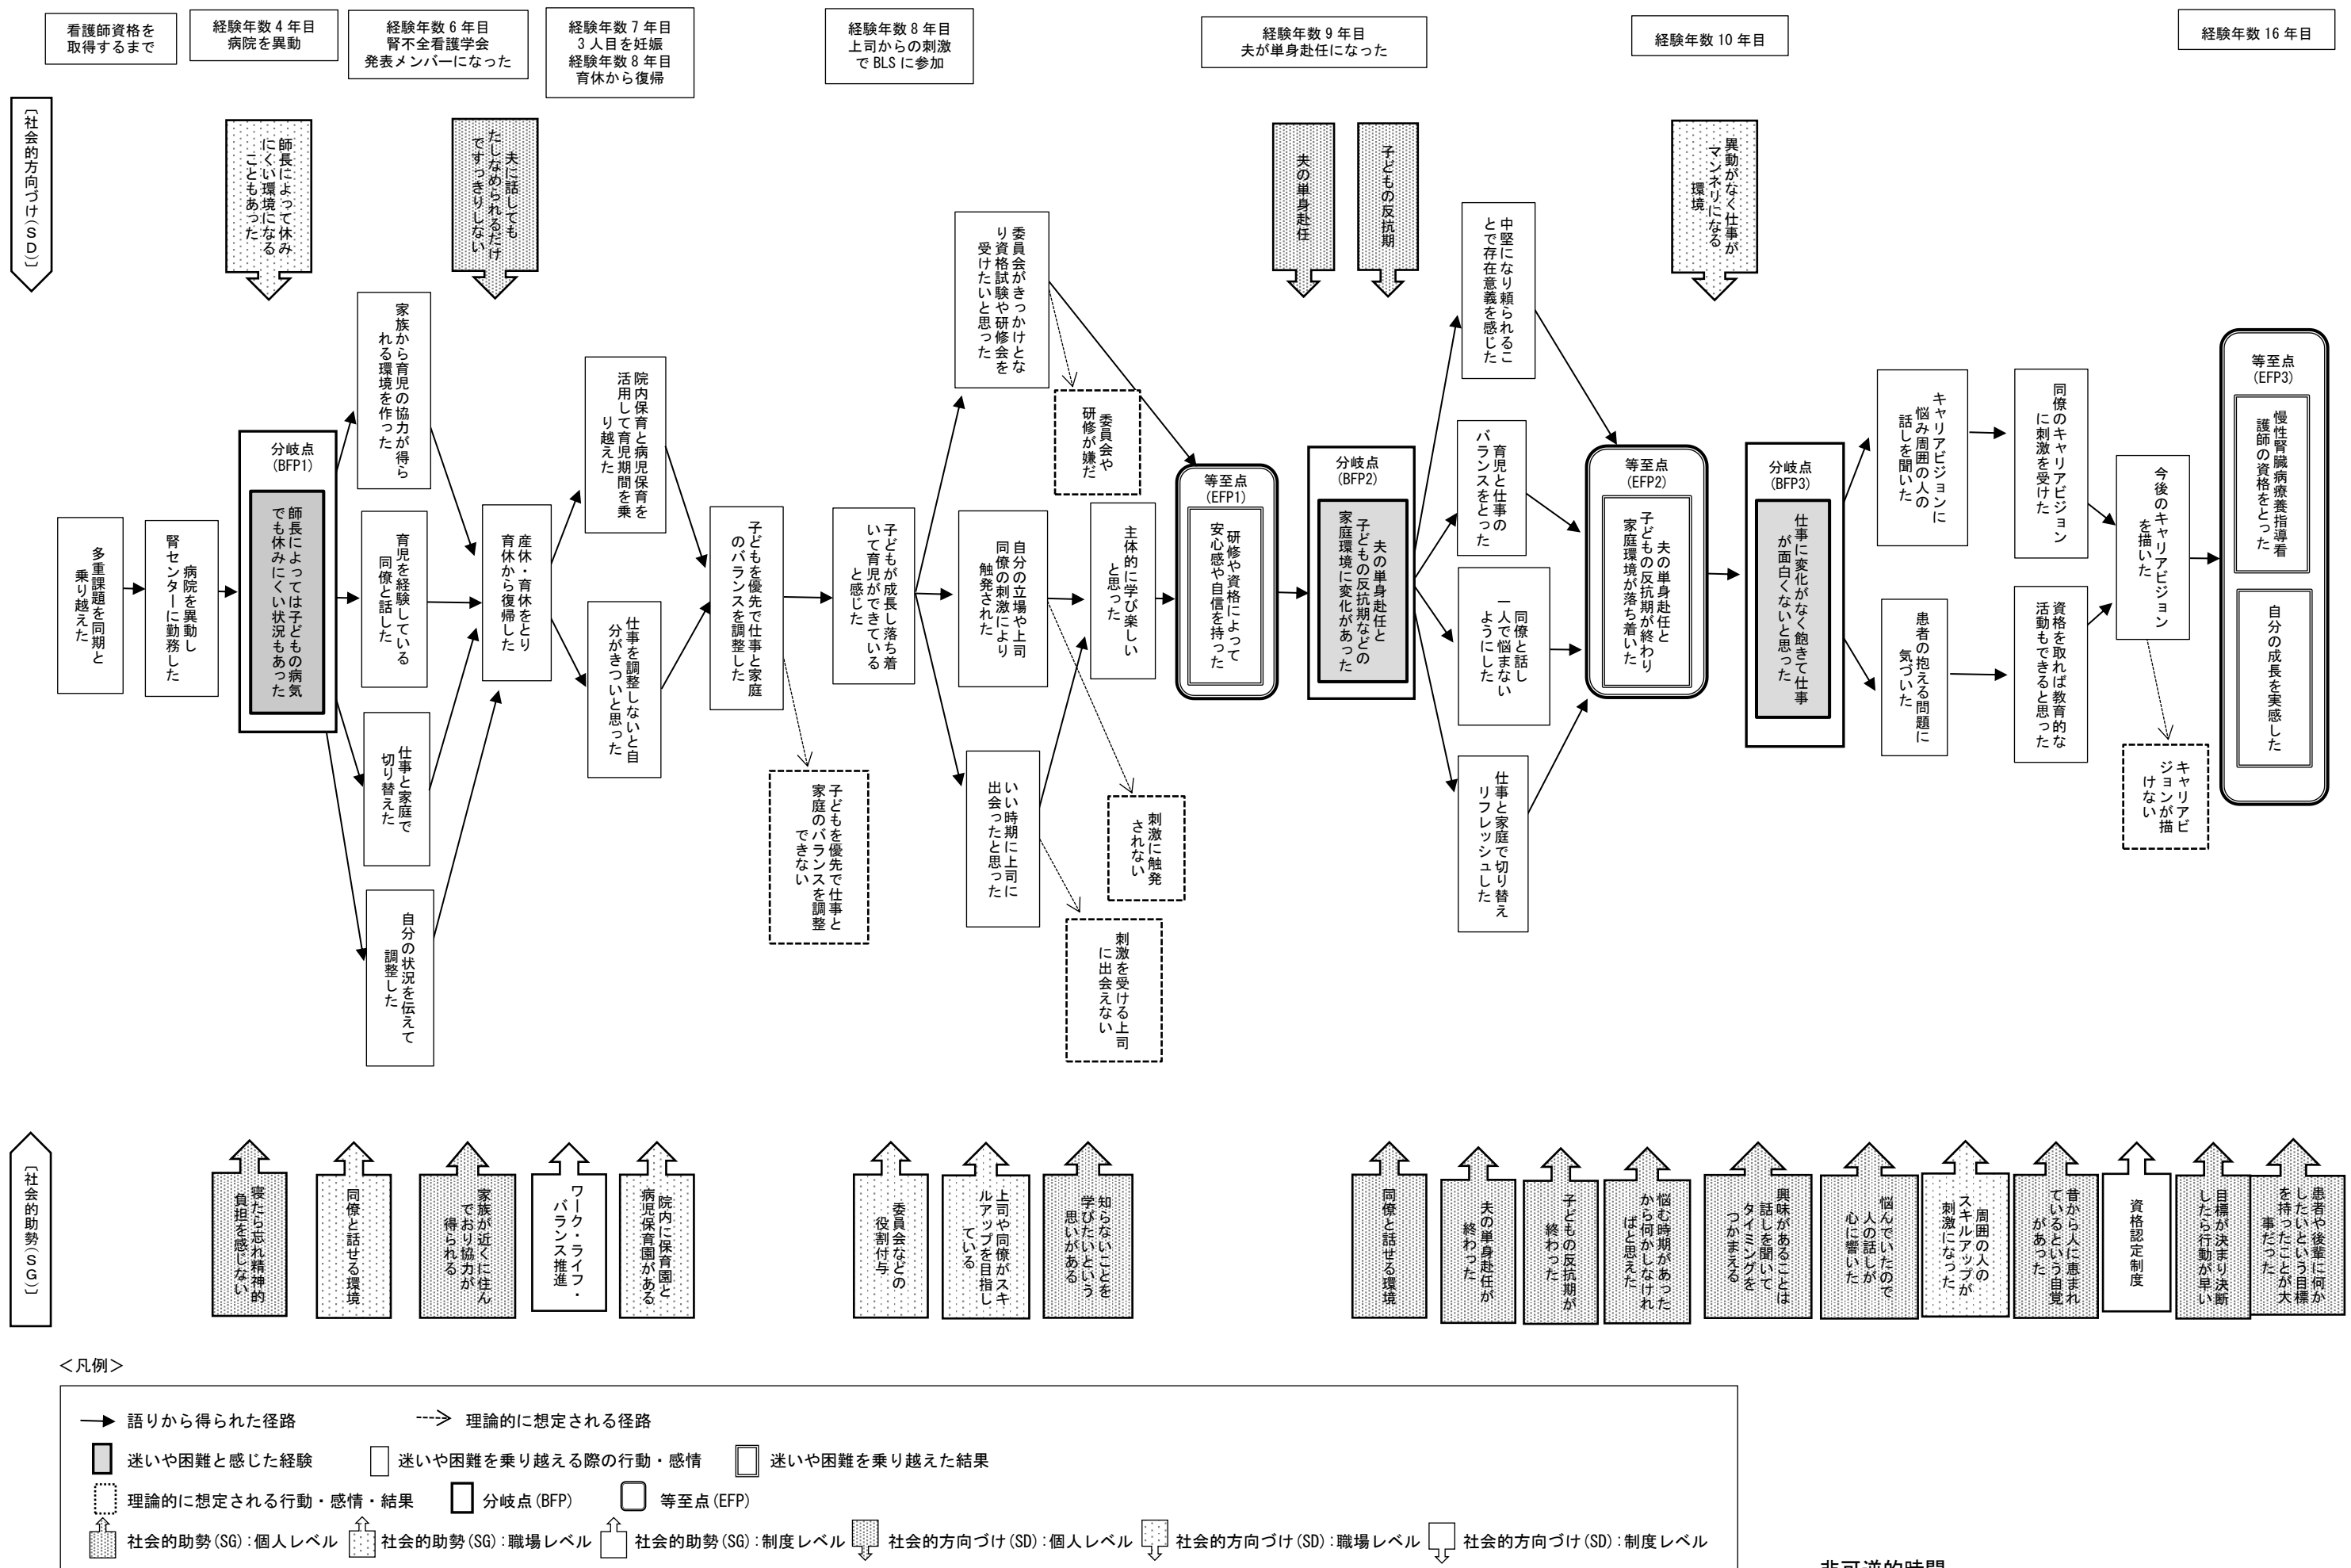 看護師資格を
取得するまで
経験年数 4 年目
病院を異動
経験年数 6 年目
腎不全看護学会
発表メンバーになった
経験年数 7 年目
3 人目を妊娠
経験年数 8 年目
育休から復帰
経験年数 8 年目
上司からの刺激
で BLS に参加
経験年数 9 年目
夫が単身赴任になった
経験年数 10 年目
経験年数 16 年目
〔社会的方向づけ(SD)〕
師長によって休み
にくい環境になる
こともあった
夫に話しても
たしなめられるだけ
ですっきりしない
夫の単身赴任
子どもの反抗期
異動がなく仕事が
マンネリになる
環境
多重課題を同期と
乗り越えた
病院を異動し
腎センターに勤務した
分岐点
(BFP1)
師長によっては子どもの病気
でも休みにくい状況もあった
家族から育児の協力が得ら
れる環境を作った
育児を経験している
同僚と話した
仕事と家庭で
切り替えた
自分の状況を伝えて
調整した
産休・育休をとり
育休から復帰した
院内保育と病児保育を
活用して育児期間を乗
り越えた
仕事を調整しないと自
分がきついと思った
子どもを優先で仕事と家庭
のバランスを調整した
子どもを優先で仕事と
家庭のバランスを調整
できない
子どもが成長し落ち着
いて育児ができている
と感じた
委員会がきっかけとな
り資格試験や研修会を
受けたいと思った
委員会や
研修が嫌だ
自分の立場や上司
同僚の刺激により
触発された
いい時期に上司に
出会ったと思った
主体的に学び楽しい
と思った
刺激に触発
されない
刺激を受ける上司
に出会えない
等至点
(EFP1)
研修や資格によって
安心感や自信を持った
分岐点
(BFP2)
夫の単身赴任と
子どもの反抗期などの
家庭環境に変化があった
中堅になり頼られるこ
とで存在意義を感じた
育児と仕事の
バランスをとった
同僚と話し
一人で悩まない
ようにした
仕事と家庭で切り替え
リフレッシュした
等至点
(EFP2)
夫の単身赴任と
子どもの反抗期が終わり
家庭環境が落ち着いた
分岐点
(BFP3)
仕事に変化がなく飽きて仕事
が面白くないと思った
キャリアビジョンに
悩み周囲の人の
話しを聞いた
患者の抱える問題に
気づいた
同僚のキャリアビジョン
に刺激を受けた
資格を取れば教育的な
活動もできると思った
今後のキャリアビジョン
を描いた
キャリアビ
ジョンが描
けない
等至点
(EFP3)
慢性腎臓病療養指導看
護師の資格をとった
自分の成長を実感した
〔社会的助勢(SG)〕
寝たら忘れ精神的
負担を感じない
同僚と話せる環境
家族が近くに住ん
でおり協力が
得られる
ワーク・ライフ・
バランス推進
院内に保育園と
病児保育園がある
委員会などの
役割付与
上司や同僚がスキ
ルアップを目指し
ている
知らないことを
学びたいという
思いがある
同僚と話せる環境
夫の単身赴任が
終わった
子どもの反抗期が
終わった
悩む時期があった
から何かしなけれ
ばと思えた
興味があることは
話しを聞いて
タイミングを
つかまえる
悩んでいたので
人の話しが
心に響いた
周囲の人の
スキルアップが
刺激になった
昔から人に恵まれ
ているという自覚
があった
資格認定制度
目標が決まり決断
したら行動が早い
患者や後輩に何か
したいという目標
を持ったことが大
事だった
＜凡例＞
語りから得られた径路
理論的に想定される径路
迷いや困難と感じた経験
迷いや困難を乗り越える際の行動・感情
迷いや困難を乗り越えた結果
理論的に想定される行動・感情・結果
分岐点(BFP)
等至点(EFP)
社会的助勢(SG):個人レベル
社会的助勢(SG):職場レベル
社会的助勢(SG):制度レベル
社会的方向づけ(SD):個人レベル
社会的方向づけ(SD):職場レベル
社会的方向づけ(SD):制度レベル
非可逆的時間